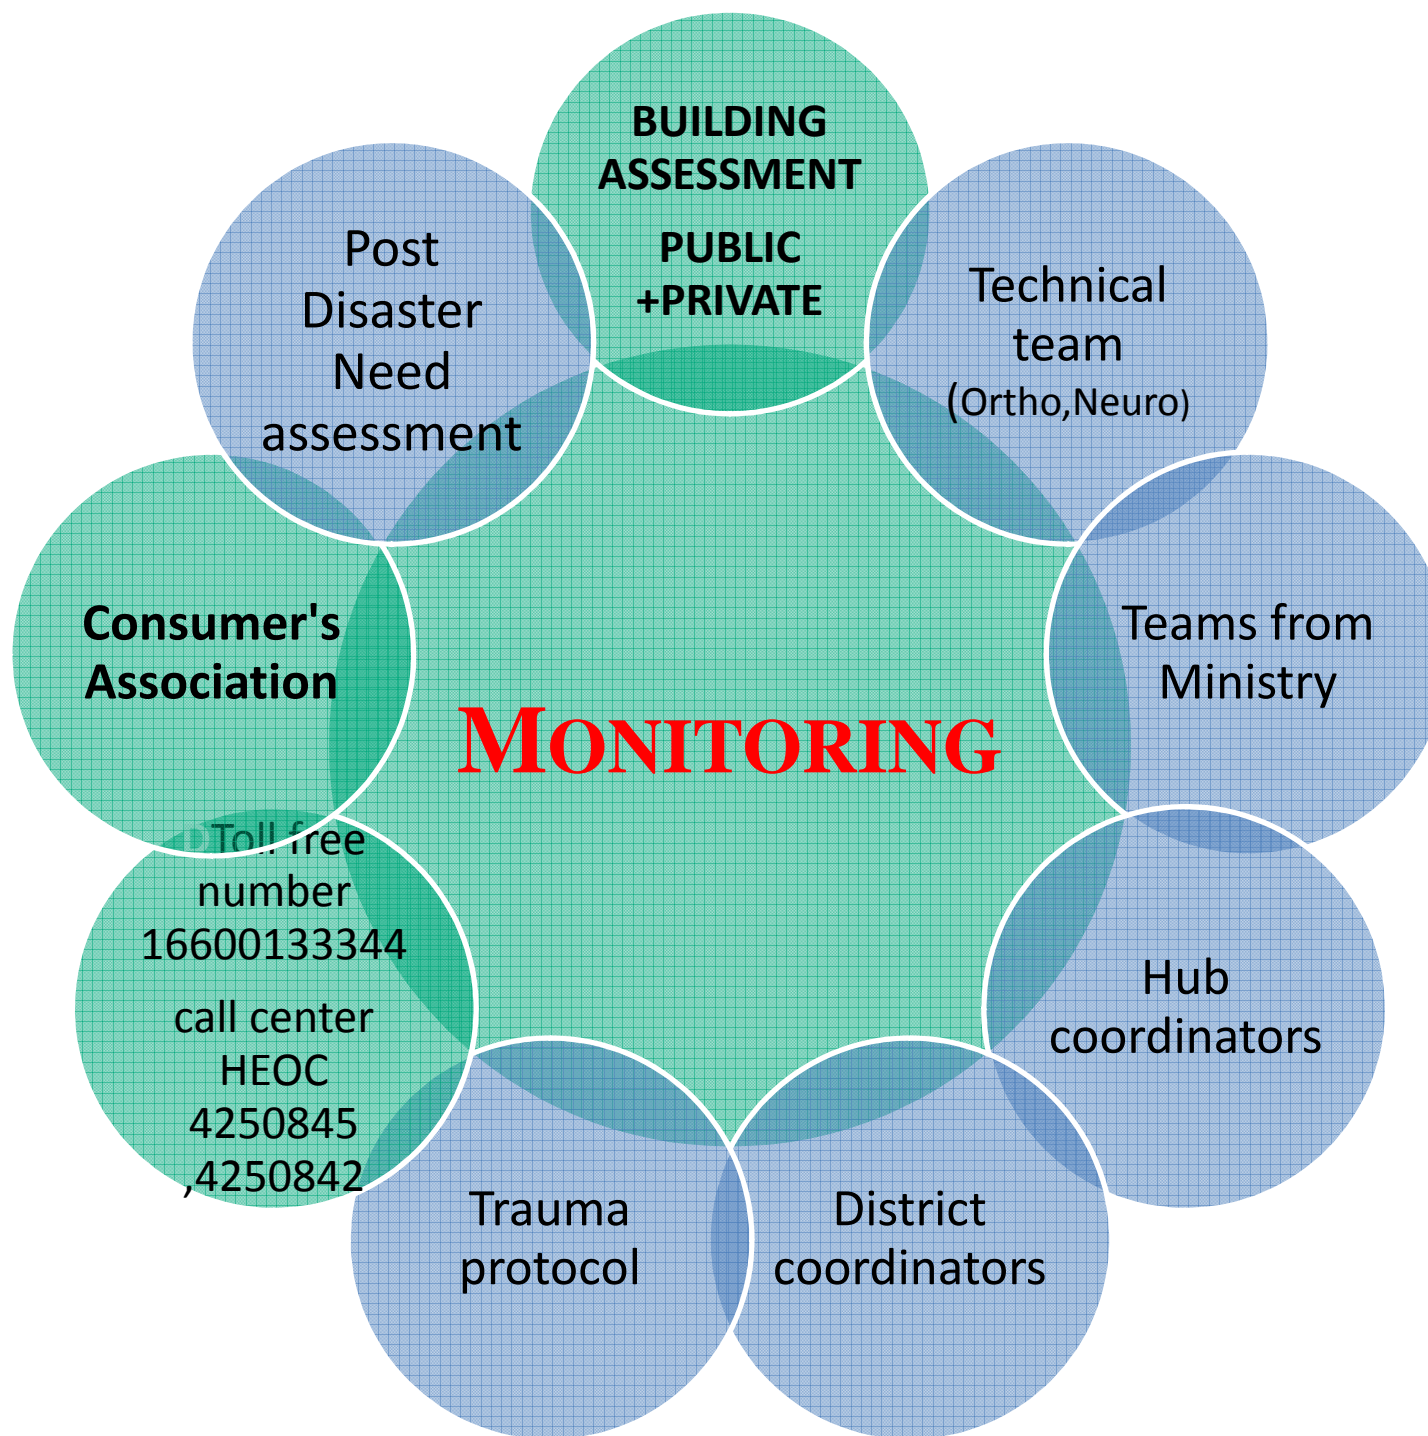 BUILDING
ASSESSMENT
PUBLIC
+PRIVATE
Technical
team
(Ortho,Neuro)
Teams from
Ministry
Hub
coordinators
District
coordinators
Trauma
protocol
Toll free
number
16600133344
call center
HEOC
4250845
,4250842
Consumer's
Association
Post
Disaster
Need
assessment
MONITORING